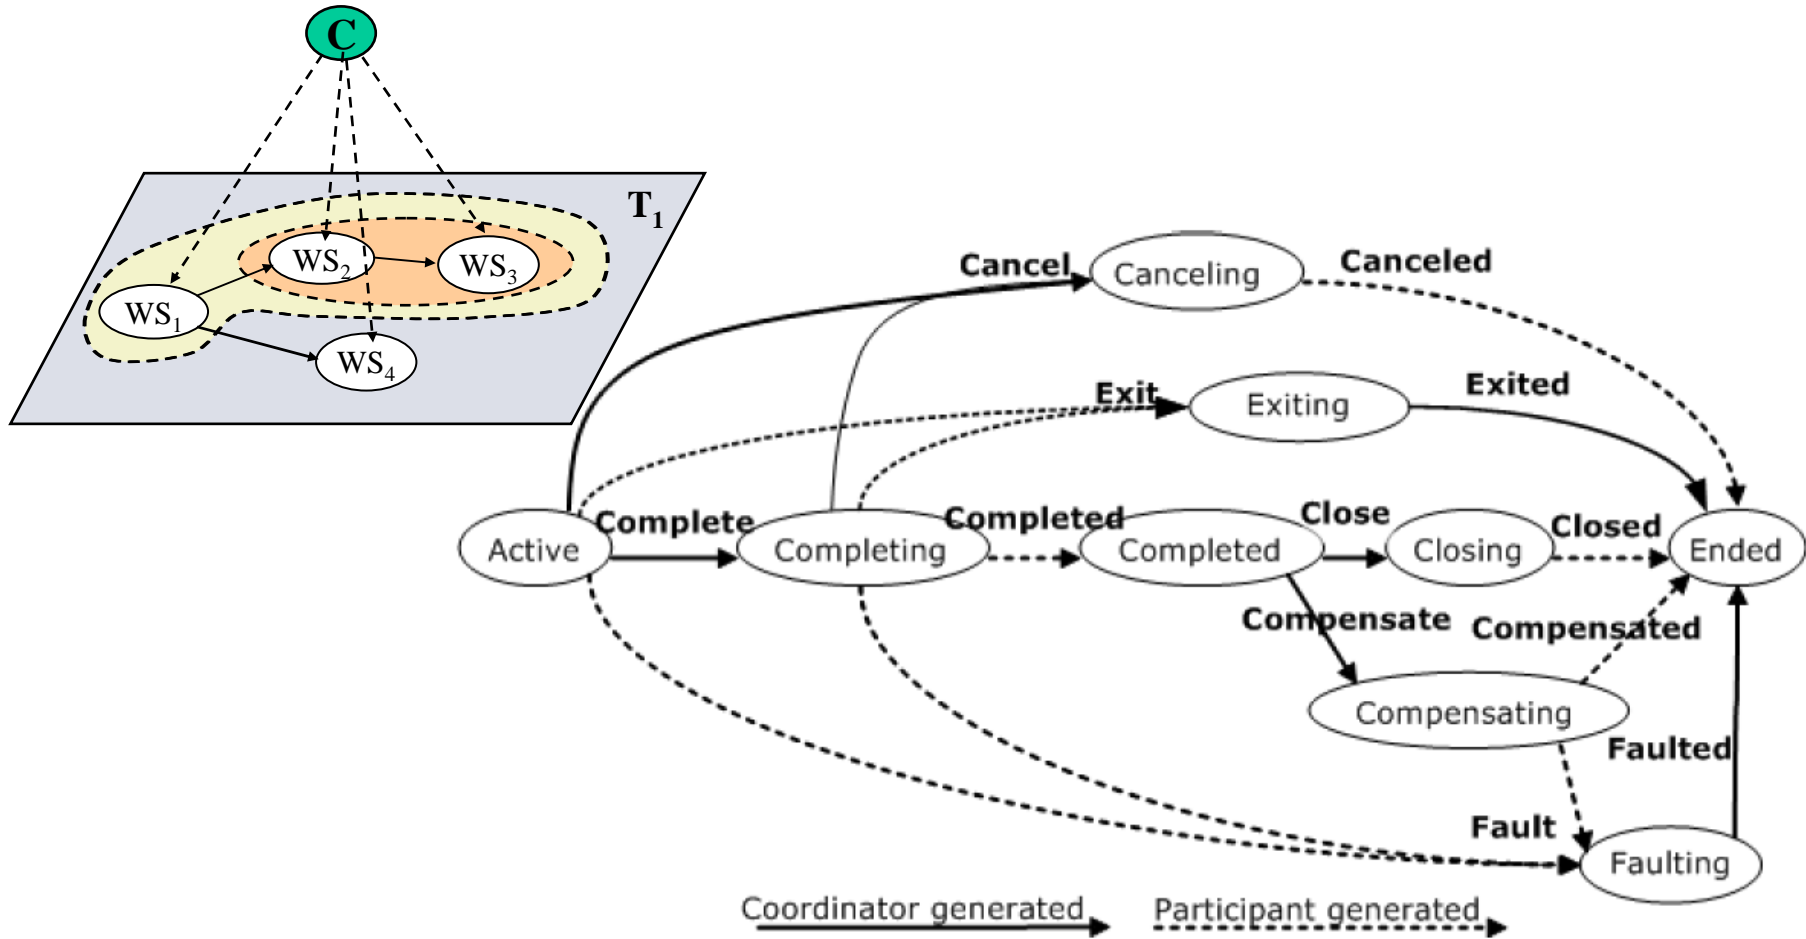 C
T1
WS2
WS3
WS1
WS4
Cancel
Canceling
Canceled
Exit
Exiting
Exited
Active
Complete
Completing
Completed
Completed
Close
Closing
Closed
Ended
Compensate
Compensated
Compensating
Faulted
Fault
Faulting
Coordinator generated
Participant generated